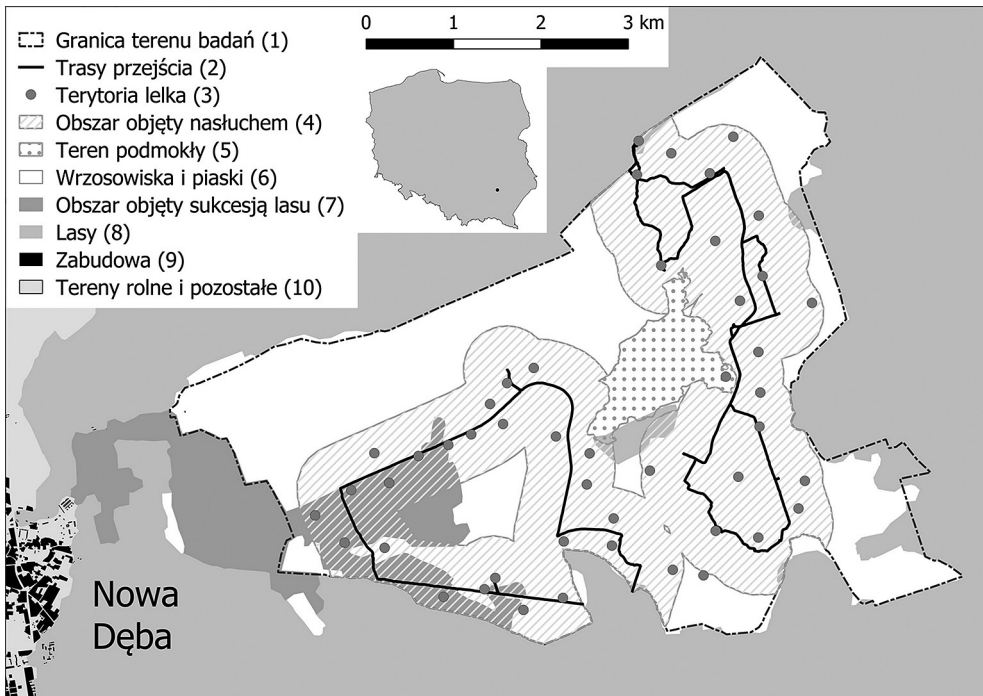 0 1 2 3 km
Granica terenu badań (1)
Trasy przejścia (2)
Terytoria lelka (3)
Obszar objęty nasłuchem (4)
Teren podmokły (5)
Wrzosowiska i piaski (6)
Obszar objęty sukcesją lasu (7)
Lasy (8)
Zabudowa (9)
Tereny rolne i pozostałe (10)
Nowa
Dęba